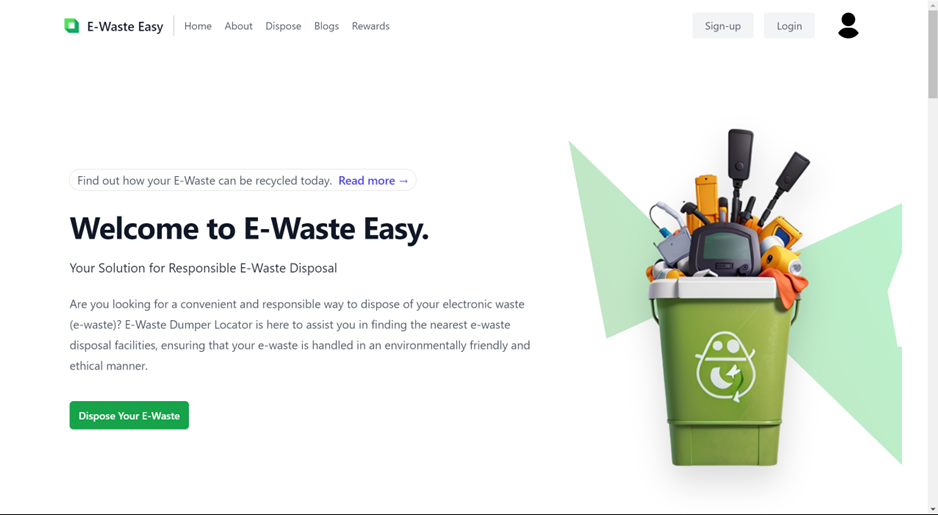 E-Waste Easy
Home About Dispose Blogs Rewards
Sign-up Login
Find out how your E-Waste can be recycled today. Read more →
Welcome to E-Waste Easy.
Your Solution for Responsible E-Waste Disposal
Are you looking for a convenient and responsible way to dispose of your electronic waste
(e-waste)? E-Waste Dumper Locator is here to assist you in finding the nearest e-waste
disposal facilities, ensuring that your e-waste is handled in an environmentally friendly and
ethical manner.
Dispose Your E-Waste